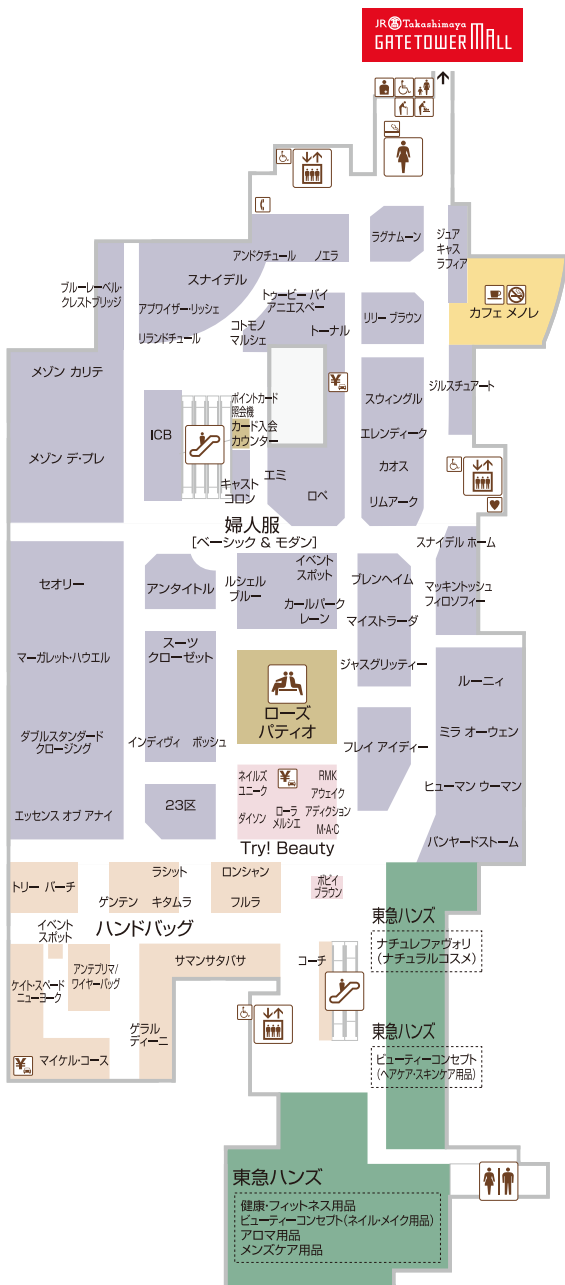 JR 髙 Takashimaya
GATETOWER MALL
アンドクチュール
ノエラ
ラグナムーン
ジュア
キャス
ラフィア
スナイデル
ブルーレーベル・
クレストブリッジ
アプワイザー・リッシェ
リランドチュール
トゥービー バイ
アニエスベー
コトモノ
マルシェ
トーナル
リリー ブラウン
カフェ メノレ
メゾン カリテ
メゾン デ・プレ
ICB
ポイントカード
照会機
カード入会
カウンター
¥
スウィングル
エレンディーク
カオス
リムアーク
ジルスチュアート
キャスト
コロン
エミ
ロペ
婦人服
[ベーシック & モダン]
スナイデル ホーム
マッキントッシュ
フィロソフィー
セオリー
アンタイトル
ルシェル
ブルー
イベント
スポット
カールパーク
レーン
ブレンヘイム
マイストラーダ
ジャスグリッティー
マーガレット・ハウエル
スーツ
クローゼット
ローズ
パティオ
ルーニィ
ダブルスタンダード
クロージング
インディヴィ
ボッシュ
フレイ アイディー
ミラ オーウェン
ネイルズ
ユニーク
¥
RMK
アウェイク
ダイソン
ローラ
メルシエ
アディクション
M・A・C
Try! Beauty
ヒューマン ウーマン
エッセンス オブ アナイ
23区
バンヤードストーム
トリー バーチ
ラシット
ゲンテン
キタムラ
ロンシャン
フルラ
ボビイ
ブラウン
ハンドバッグ
東急ハンズ
ナチュレファヴォリ
(ナチュラルコスメ)
イベント
スポット
アンテプリマ/
ワイヤーバッグ
サマンサタバサ
コーチ
ケイト・スペード
ニューヨーク
ゲラルディーニ
¥
マイケル・コース
東急ハンズ
ビューティーコンセプト
(ヘアケア・スキンケア用品)
東急ハンズ
健康・フィットネス用品
ビューティーコンセプト(ネイル・メイク用品)
アロマ用品
メンズケア用品